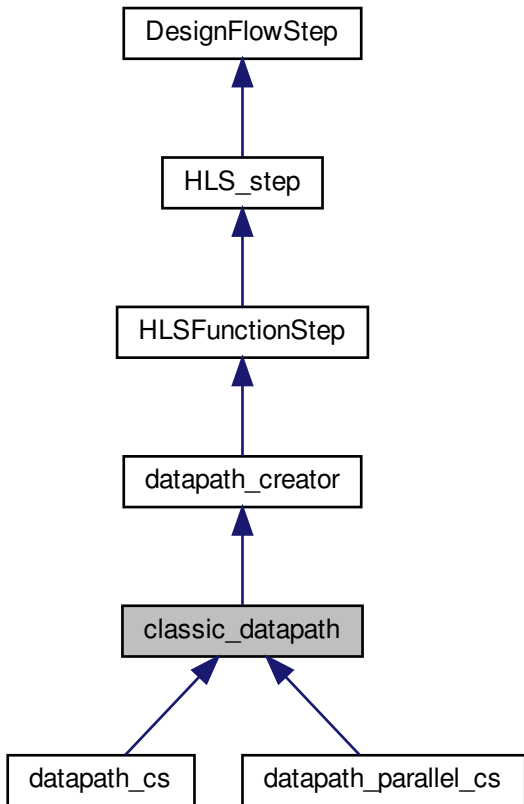 DesignFlowStep
HLS_step
HLSFunctionStep
datapath_creator
classic_datapath
datapath_cs
datapath_parallel_cs